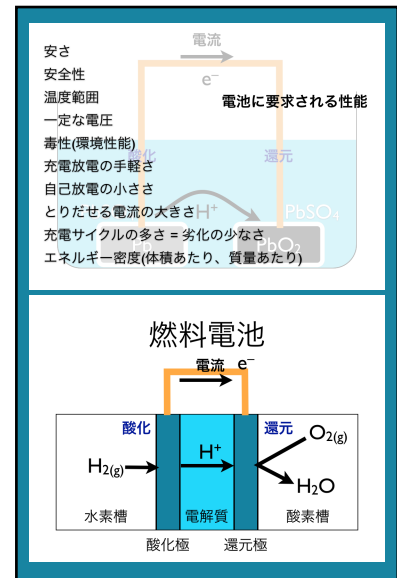 電流
e⁻
安さ
安全性
温度範囲
電池に要求される性能
一定な電圧
毒性(環境性能)
酸化
還元
充電放電の手軽さ
自己放電の小ささ
とりだせる電流の大きさ
H⁺
PbSO₄
充電サイクルの多さ = 劣化の少なさ
Pb
PbO₂
エネルギー密度(体積あたり、質量あたり)
燃料電池
電流 e⁻
酸化
還元
H₂(g)
H⁺
O₂(g)
H₂O
水素槽
電解質
酸素槽
酸化極
還元極